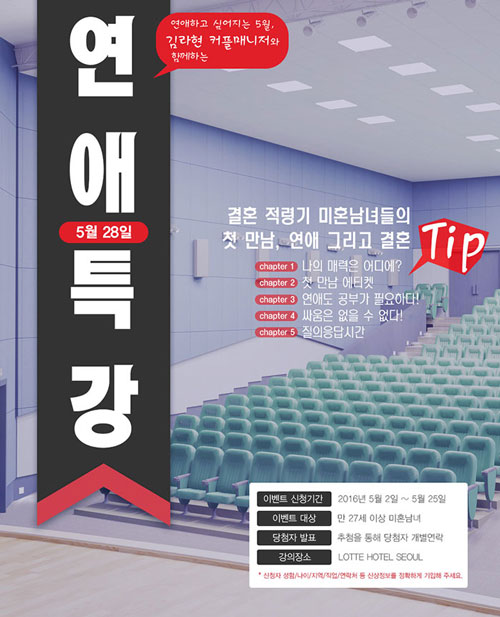 연애하고 싶어지는 5월,
김라현 커플매니저와
함께하는
연애
5월 28일
특강
결혼 적령기 미혼남녀들의
첫 만남, 연애 그리고 결혼
Tip
chapter 1 나의 매력은 어디에?
chapter 2 첫 만남 에티켓
chapter 3 연애도 공부가 필요하다!
chapter 4 싸움은 없을 수 없다!
chapter 5 질의응답시간
이벤트 신청기간 2016년 5월 2일 ~ 5월 25일
이벤트 대상 만 27세 이상 미혼남녀
당첨자 발표 추첨을 통해 당첨자 개별연락
강의장소 LOTTE HOTEL SEOUL
* 신청자 성함/나이/지역/직업/연락처 등 신상정보를 정확하게 기입해 주세요.